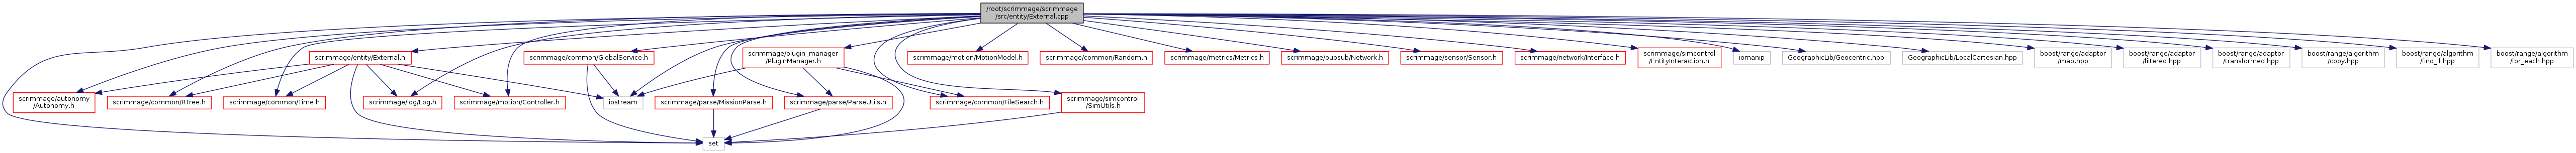 /root/scrimmage/scrimmage
/src/entity/External.cpp
scrimmage/entity/External.h
scrimmage/common/GlobalService.h
scrimmage/plugin_manager
/PluginManager.h
scrimmage/motion/MotionModel.h
scrimmage/common/Random.h
scrimmage/metrics/Metrics.h
scrimmage/pubsub/Network.h
scrimmage/sensor/Sensor.h
scrimmage/network/Interface.h
scrimmage/simcontrol
/EntityInteraction.h
iomanip
GeographicLib/Geocentric.hpp
GeographicLib/LocalCartesian.hpp
boost/range/adaptor
/map.hpp
boost/range/adaptor
/filtered.hpp
boost/range/adaptor
/transformed.hpp
boost/range/algorithm
/copy.hpp
boost/range/algorithm
/find_if.hpp
boost/range/algorithm
/for_each.hpp
scrimmage/autonomy
/Autonomy.h
scrimmage/common/RTree.h
scrimmage/common/Time.h
scrimmage/log/Log.h
scrimmage/motion/Controller.h
iostream
scrimmage/parse/MissionParse.h
scrimmage/parse/ParseUtils.h
scrimmage/common/FileSearch.h
scrimmage/simcontrol
/SimUtils.h
set